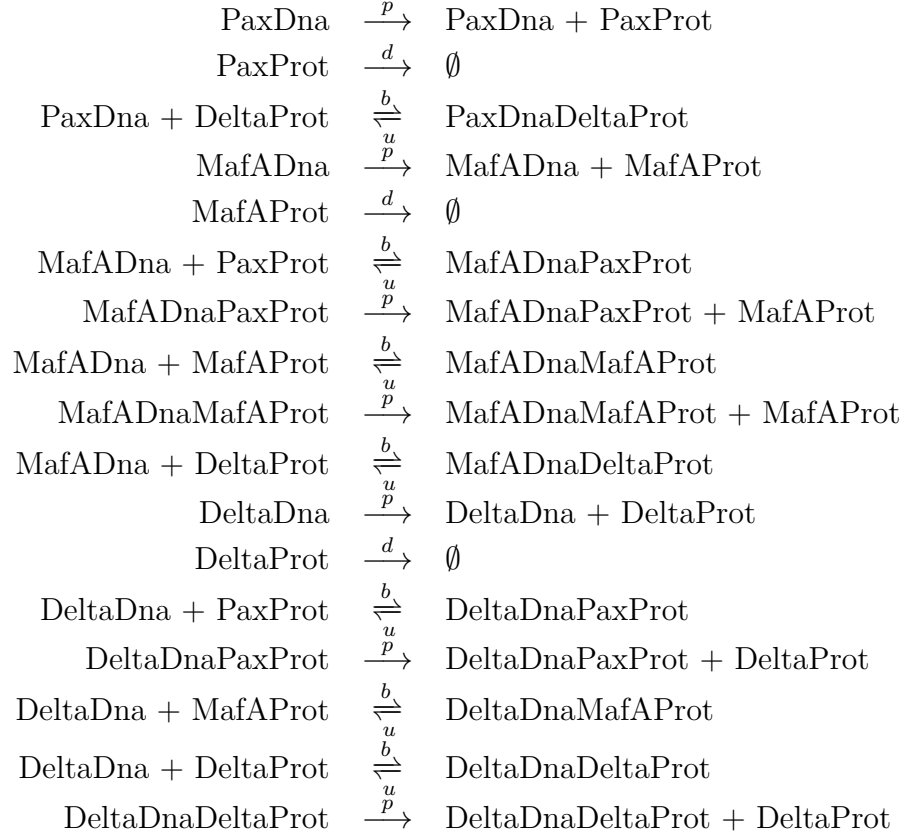 PaxDna p⟶ PaxDna + PaxProt
PaxProt d⟶ ∅
PaxDna + DeltaProt b⇌u PaxDnaDeltaProt
MafADna p⟶ MafADna + MafAProt
MafAProt d⟶ ∅
MafADna + PaxProt b⇌u MafADnaPaxProt
MafADnaPaxProt p⟶ MafADnaPaxProt + MafAProt
MafADna + MafAProt b⇌u MafADnaMafAProt
MafADnaMafAProt p⟶ MafADnaMafAProt + MafAProt
MafADna + DeltaProt b⇌u MafADnaDeltaProt
DeltaDna p⟶ DeltaDna + DeltaProt
DeltaProt d⟶ ∅
DeltaDna + PaxProt b⇌u DeltaDnaPaxProt
DeltaDnaPaxProt p⟶ DeltaDnaPaxProt + DeltaProt
DeltaDna + MafAProt b⇌u DeltaDnaMafAProt
DeltaDna + DeltaProt b⇌u DeltaDnaDeltaProt
DeltaDnaDeltaProt p⟶ DeltaDnaDeltaProt + DeltaProt